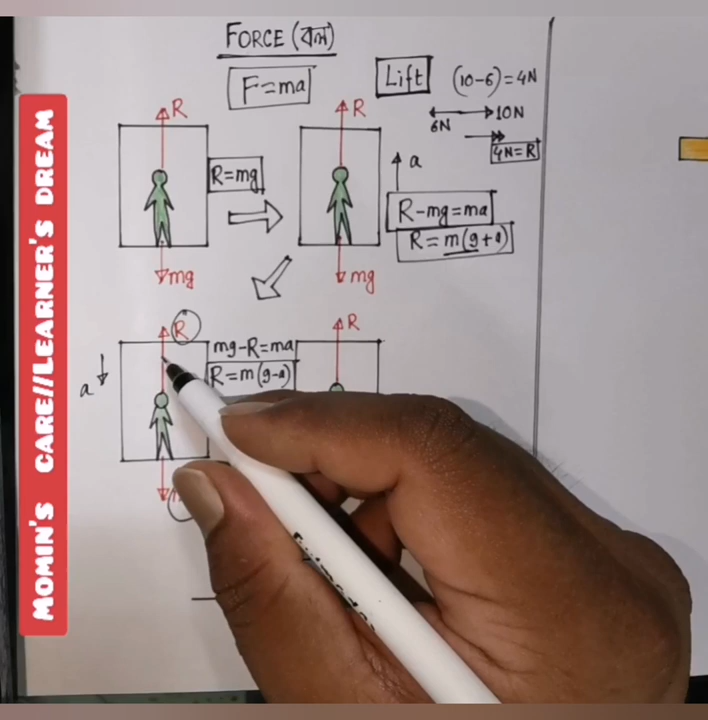 FORCE (বল)
F=ma
Lift
(10-6)=4N
6N
10N
4N=R
R
R=mg
mg
R
a
R-mg=ma
R=m(g+a)
mg
R
mg-R=ma
R=m(g-a)
a
R
MOMIN'S CARE//LEARNER'S DREAM